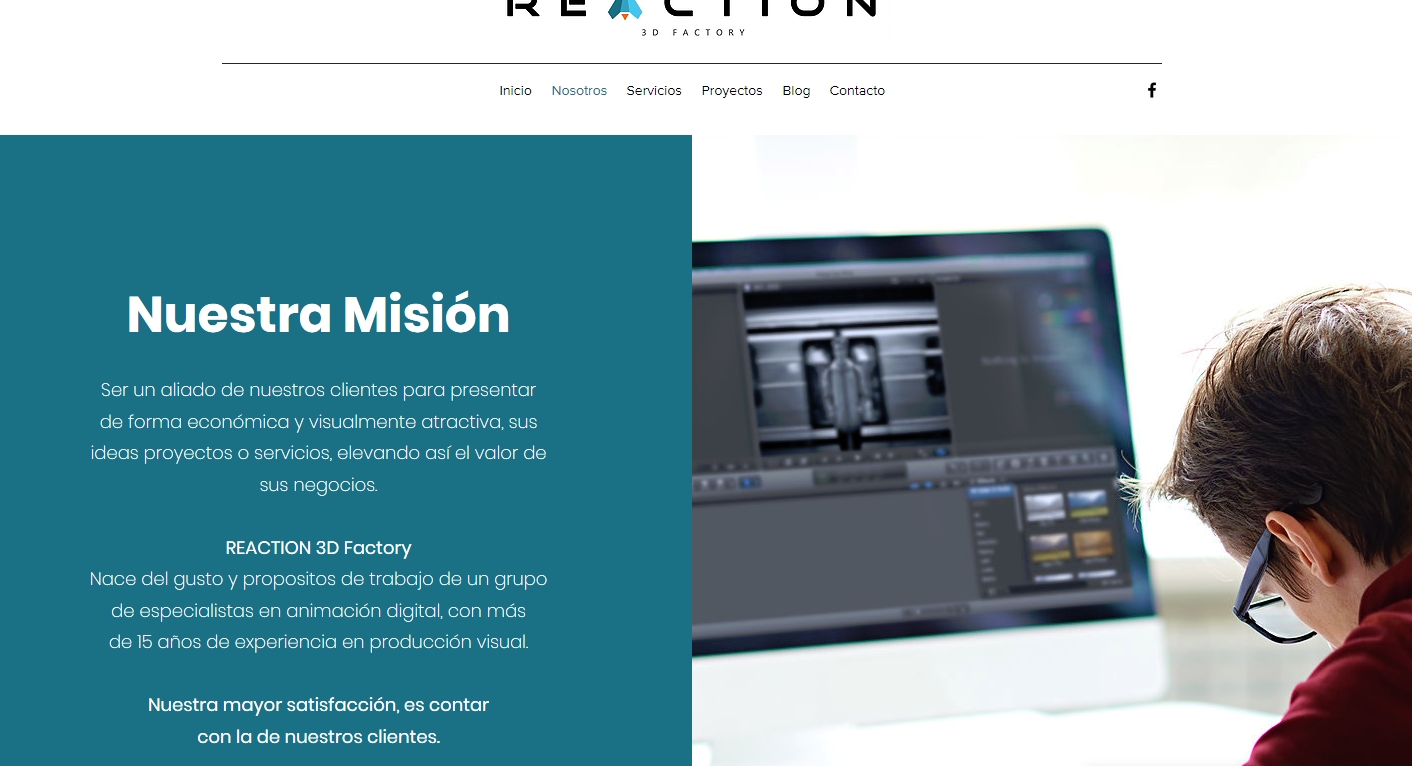 REACTION
3D FACTORY
Inicio Nosotros Servicios Proyectos Blog Contacto
Nuestra Misión
Ser un aliado de nuestros clientes para presentar
de forma económica y visualmente atractiva, sus
ideas proyectos o servicios, elevando así el valor de
sus negocios.
REACTION 3D Factory
Nace del gusto y propositos de trabajo de un grupo
de especialistas en animación digital, con más
de 15 años de experiencia en producción visual.
Nuestra mayor satisfacción, es contar
con la de nuestros clientes.